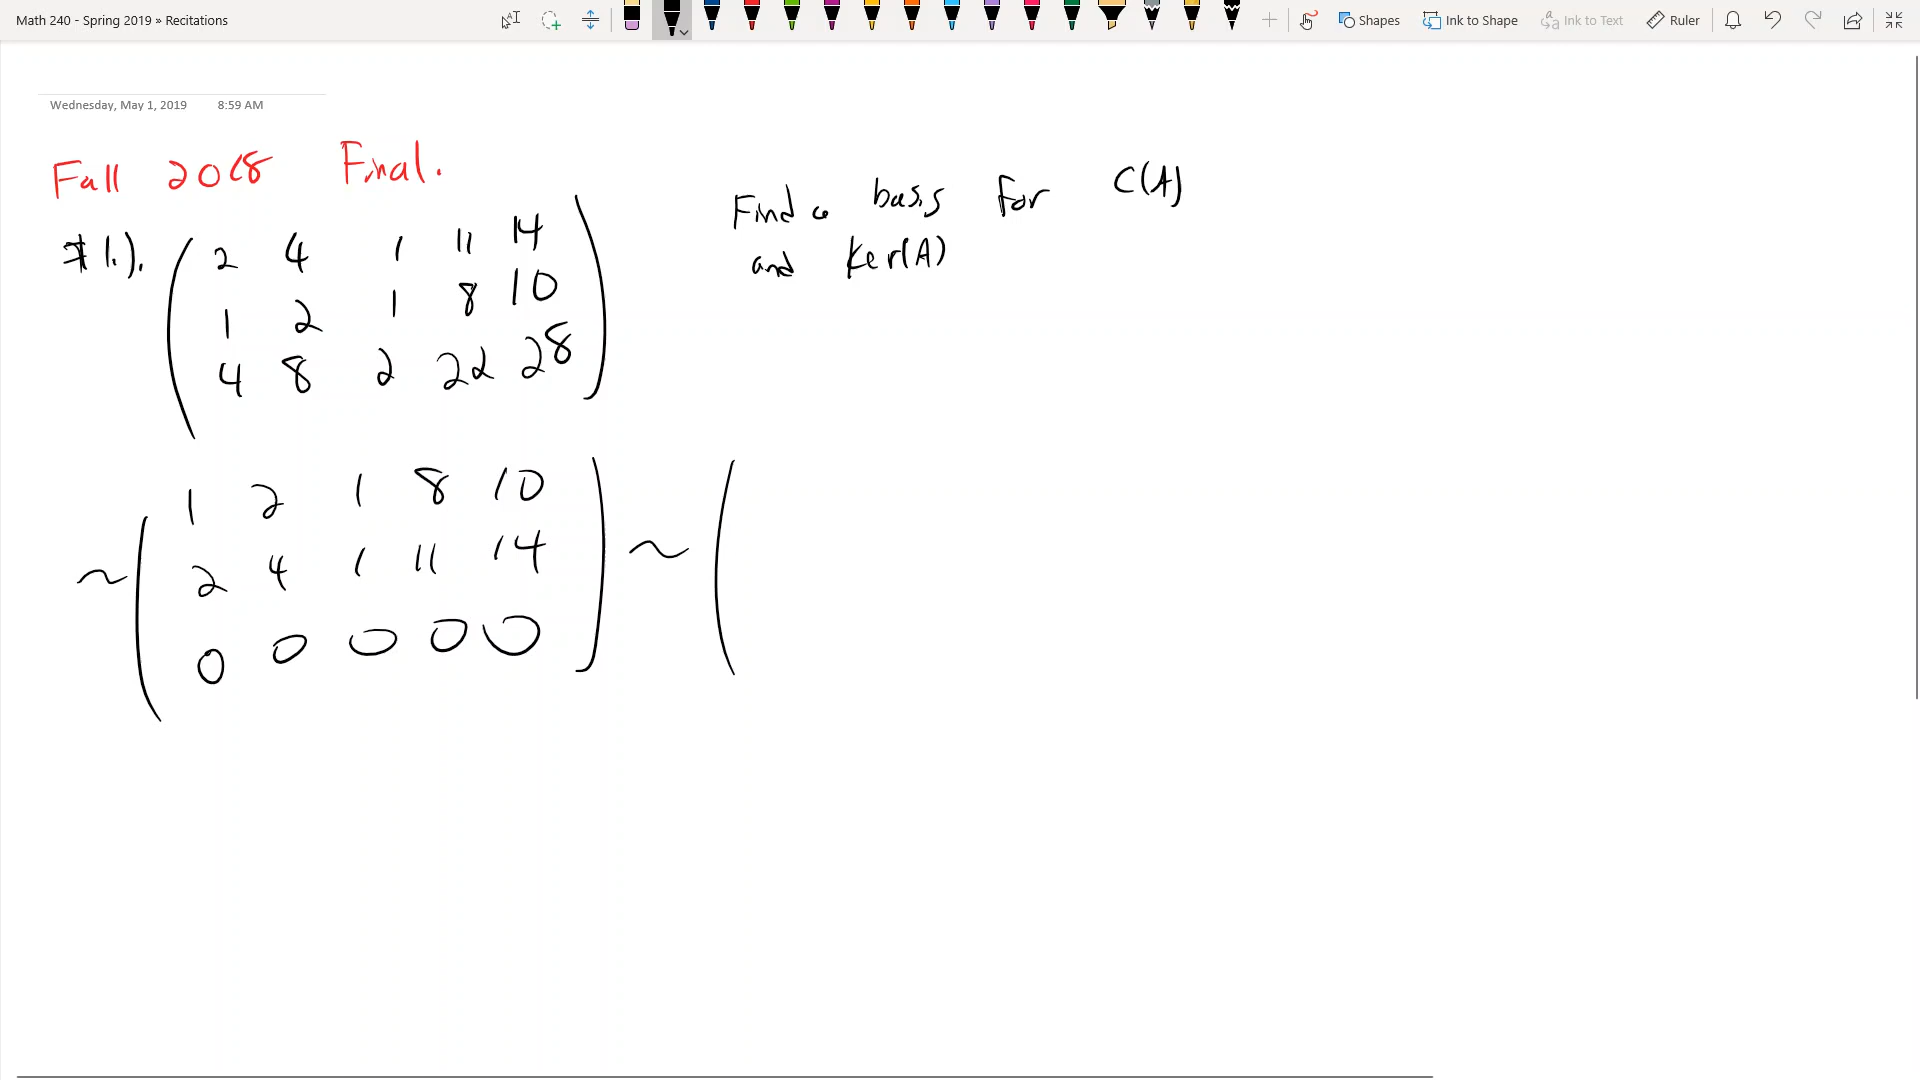 Math 240 - Spring 2019 » Recitations
Shapes
Ink to Shape
Ink to Text
Ruler
Wednesday, May 1, 2019 8:59 AM
Fall 2018 Final.
#1.). ( 2 4 1 11 14
1 2 1 8 10
4 8 2 22 28 )
Find a basis for C(A)
and Ker(A)
~ ( 1 2 1 8 10
2 4 1 11 14
0 0 0 0 0 ) ~ (